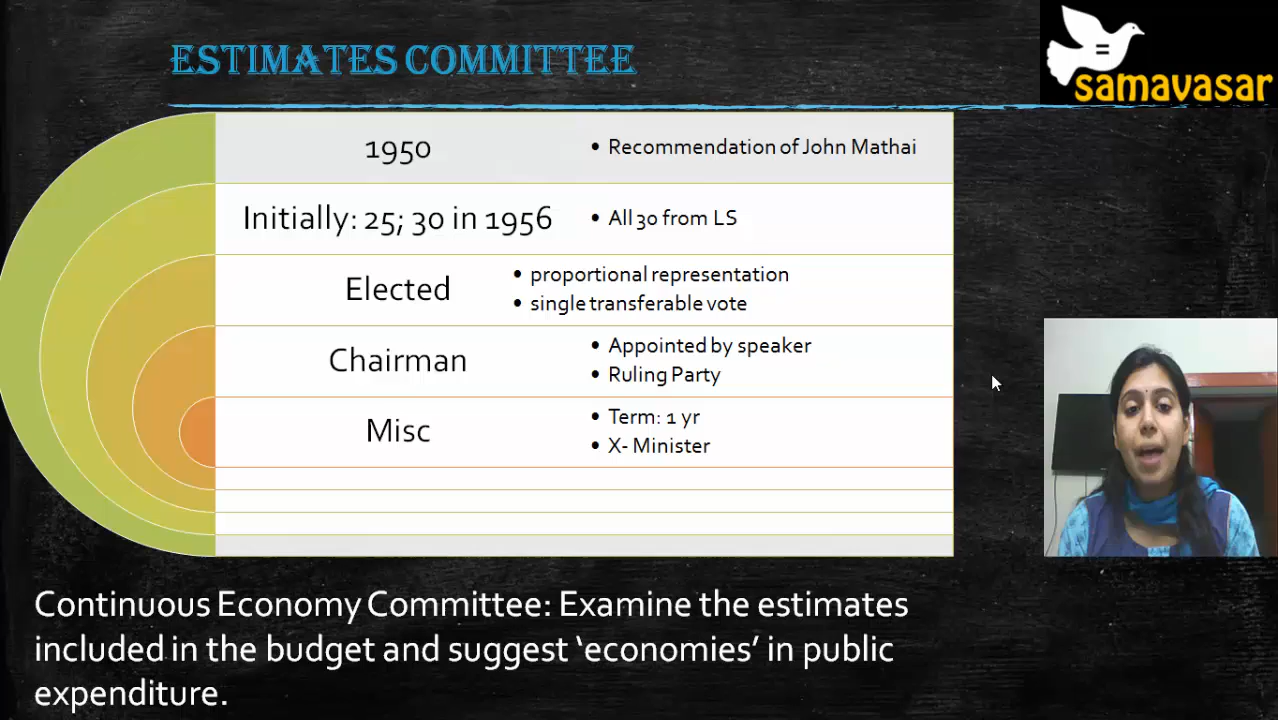 ESTIMATES COMMITTEE
=
samavasar
1950
• Recommendation of John Mathai
Initially: 25; 30 in 1956
• All 30 from LS
Elected
• proportional representation
• single transferable vote
Chairman
• Appointed by speaker
• Ruling Party
Misc
• Term: 1 yr
• X- Minister
Continuous Economy Committee: Examine the estimates
included in the budget and suggest ‘economies’ in public
expenditure.